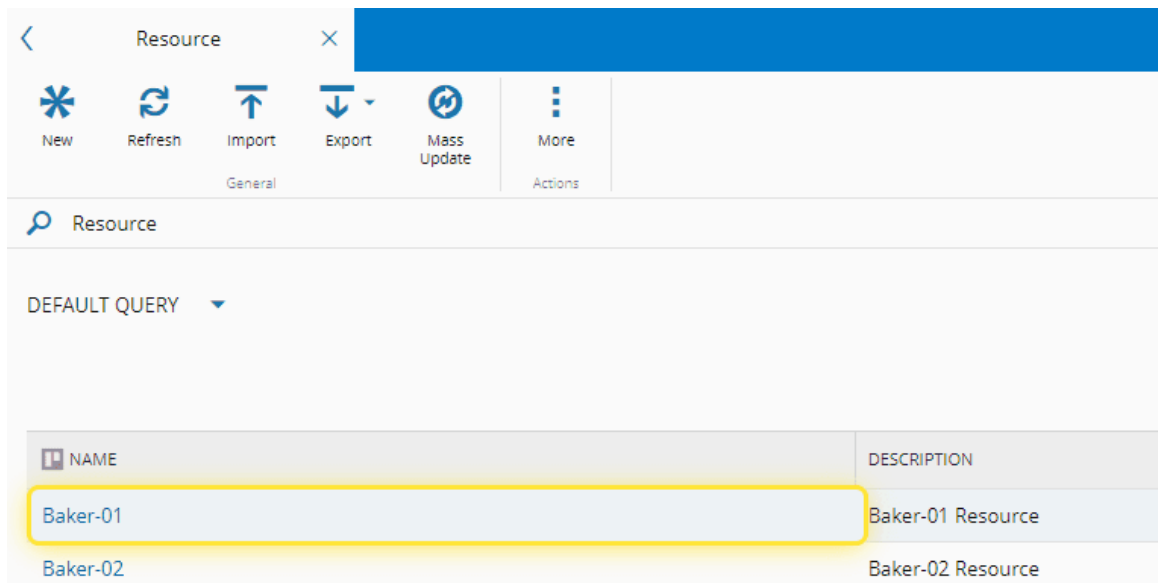 Resource
New Refresh Import Export Mass Update More
General Actions
Resource
DEFAULT QUERY
NAME DESCRIPTION
Baker-01 Baker-01 Resource
Baker-02 Baker-02 Resource